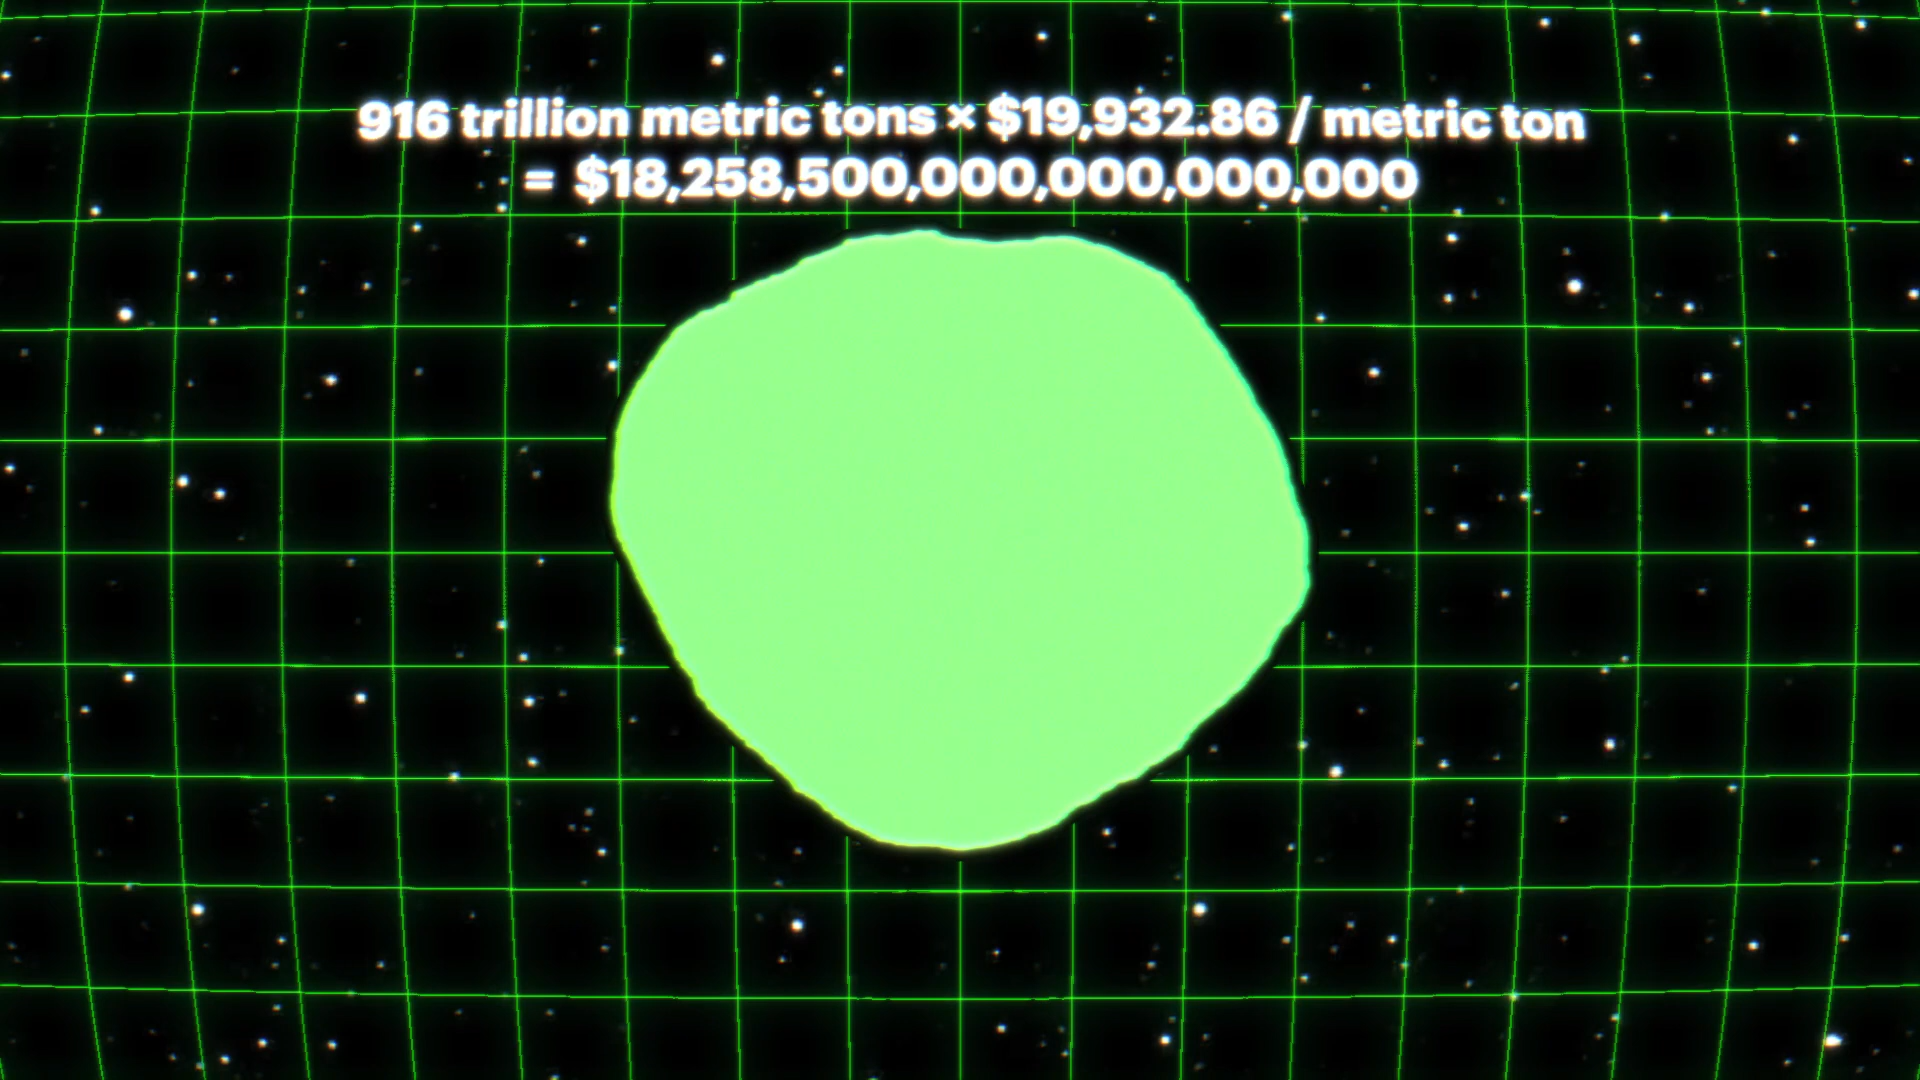 916 trillion metric tons × $19,932.86 / metric ton
= $18,258,500,000,000,000,000